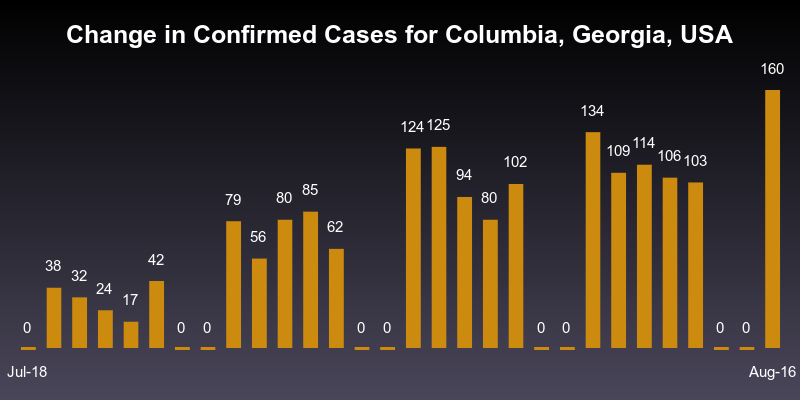 Change in Confirmed Cases for Columbia, Georgia, USA
0 38 32 24 17 42 0 0 79 56 80 85 62 0 0 124 125 94 80 102 0 0 134 109 114 106 103 0 0 160
Jul-18 Aug-16